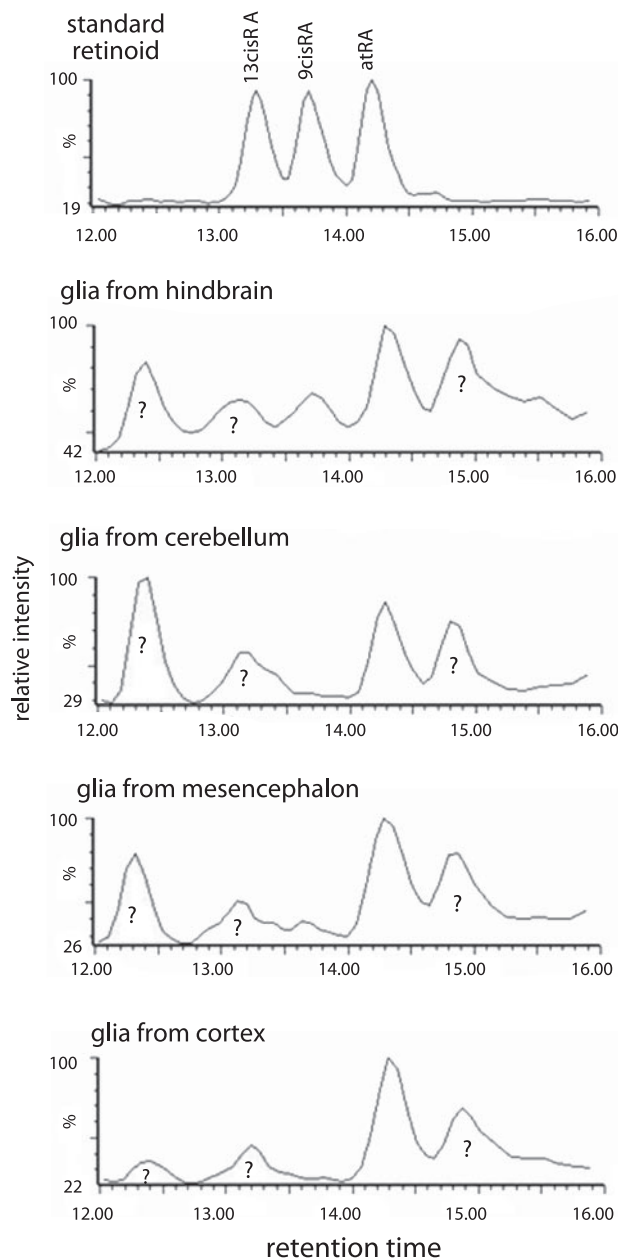 standard
retinoid
13cisR A
9cisRA
atRA
100
%
19
12.00 13.00 14.00 15.00 16.00
glia from hindbrain
100
%
42
? ? ?
12.00 13.00 14.00 15.00 16.00
glia from cerebellum
relative intensity
100
%
29
? ? ?
12.00 13.00 14.00 15.00 16.00
glia from mesencephalon
100
%
26
? ? ?
12.00 13.00 14.00 15.00 16.00
glia from cortex
100
%
22
? ? ?
12.00 13.00 14.00 15.00 16.00
retention time